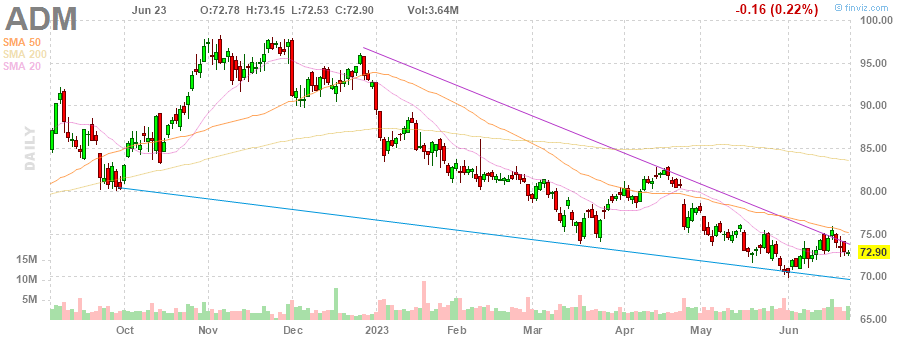 ADM
Jun 23 O:72.78 H:73.15 L:72.53 C:72.90 Vol:3.64M
-0.16 (0.22%)
© finviz.com
SMA 50
SMA 200
SMA 20
DAILY
100.00
95.00
90.00
85.00
80.00
75.00
72.90
70.00
65.00
15M
10M
5M
Oct Nov Dec 2023 Feb Mar Apr May Jun